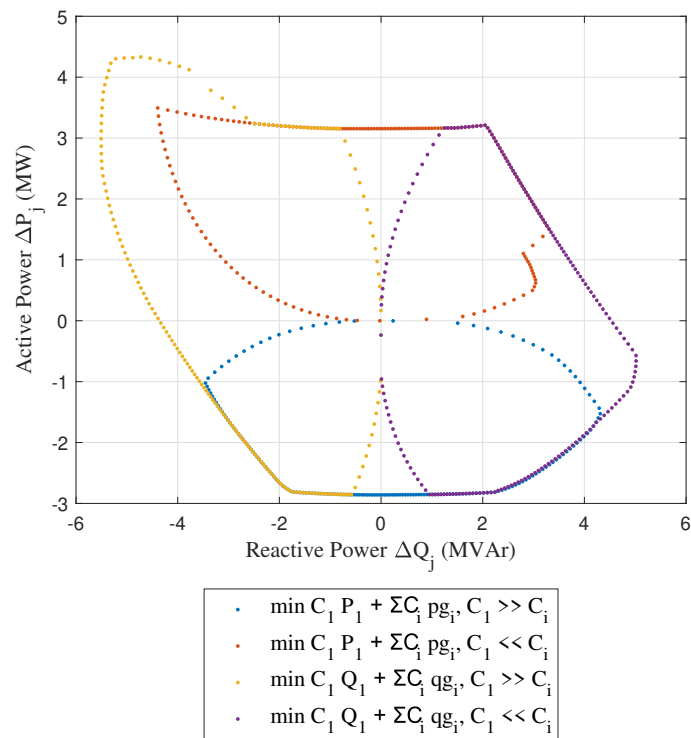 5
4
3
2
1
0
-1
-2
-3
Active Power ΔP_j (MW)
-6 -4 -2 0 2 4 6
Reactive Power ΔQ_j (MVAr)
min C_1 P_1 + ΣC_i pg_i, C_1 >> C_i
min C_1 P_1 + ΣC_i pg_i, C_1 << C_i
min C_1 Q_1 + ΣC_i qg_i, C_1 >> C_i
min C_1 Q_1 + ΣC_i qg_i, C_1 << C_i